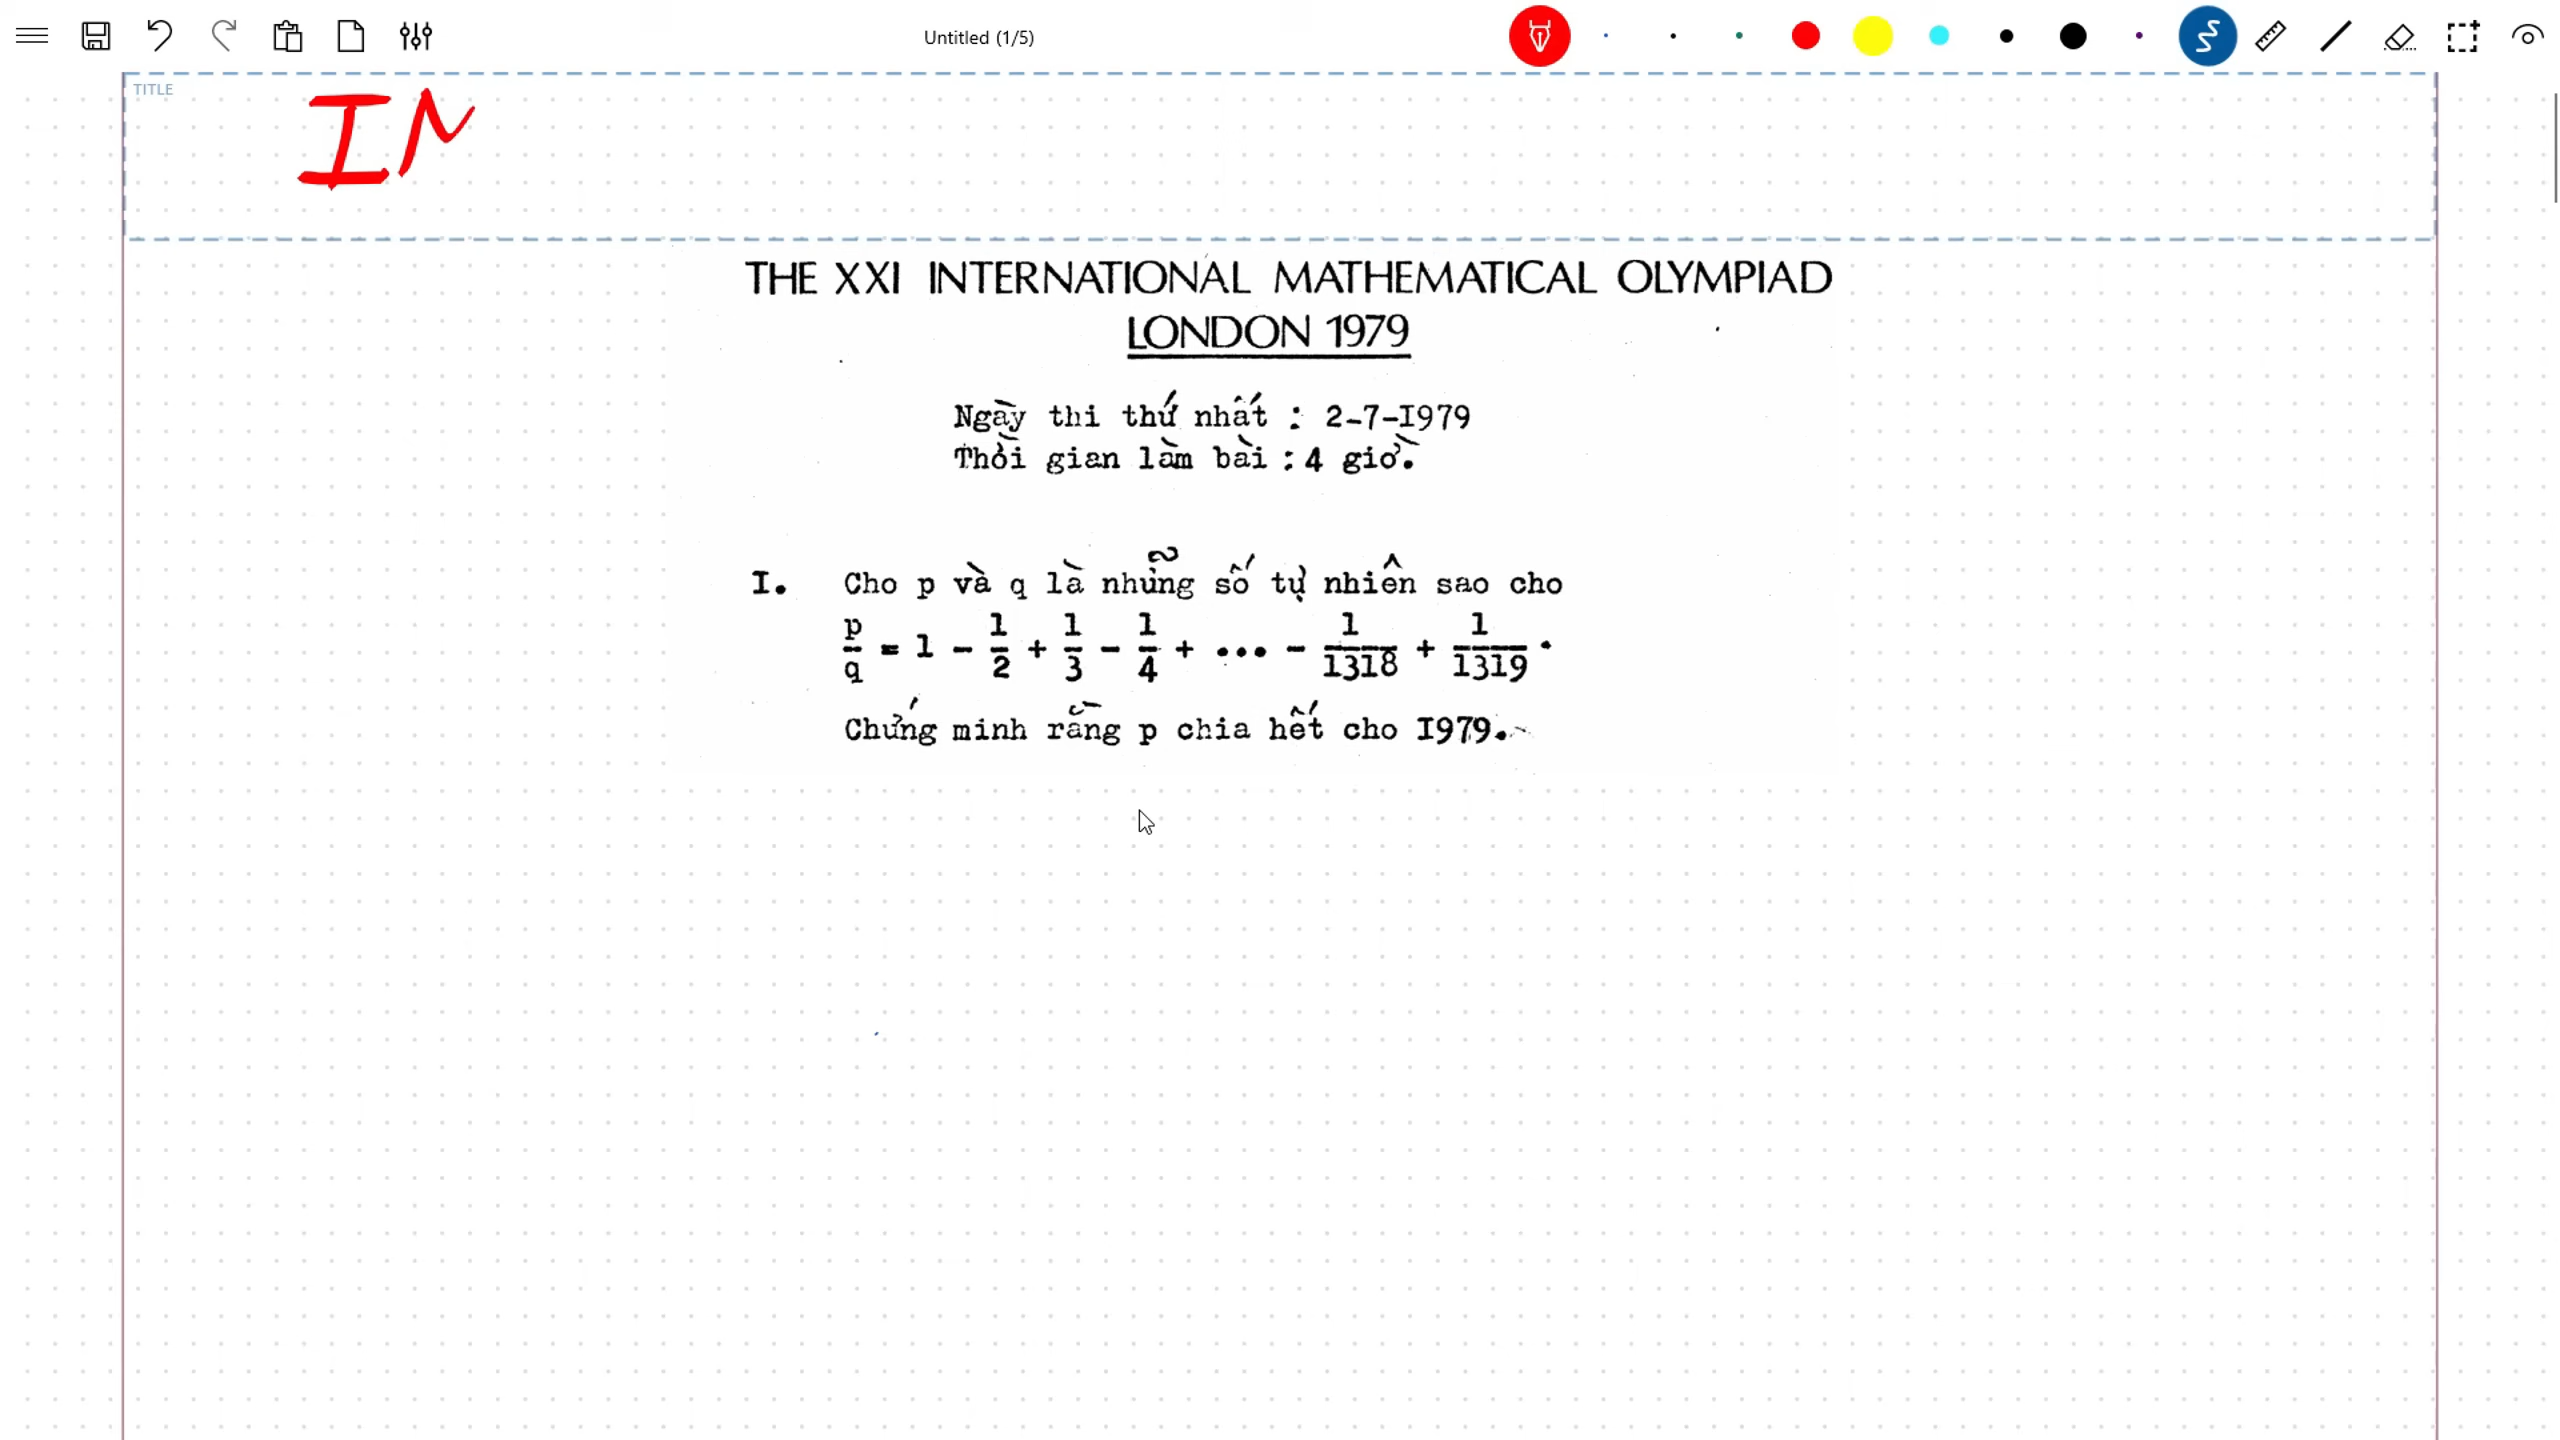 Untitled (1/5)
TITLE
IM
THE XXI INTERNATIONAL MATHEMATICAL OLYMPIAD
LONDON 1979
Ngày thi thứ nhất : 2-7-I979
Thời gian làm bài : 4 giờ.
I. Cho p và q là những số tự nhiên sao cho
p/q = 1 - 1/2 + 1/3 - 1/4 + ... - 1/1318 + 1/1319 .
Chứng minh rằng p chia hết cho I979.